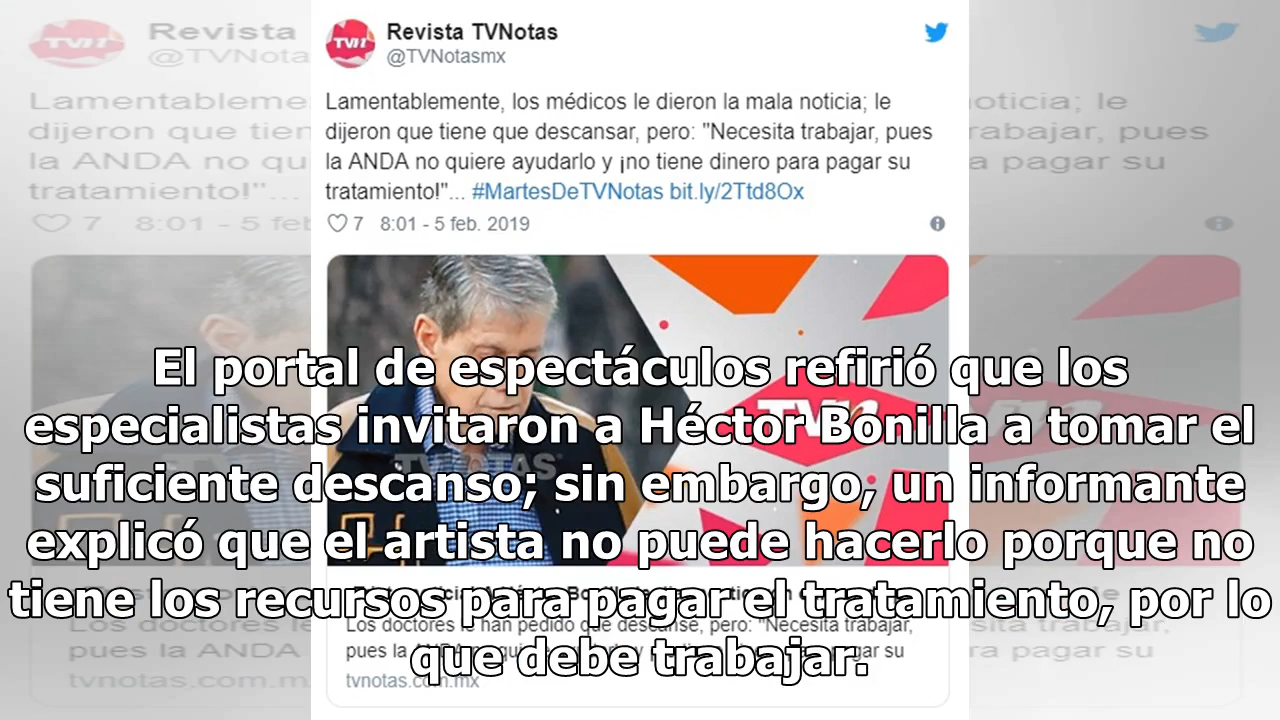 Revista TVNotas
@TVNotasmx
Lamentablemente, los médicos le dieron la mala noticia; le
dijeron que tiene que descansar, pero: "Necesita trabajar, pues
la ANDA no quiere ayudarlo y ¡no tiene dinero para pagar su
tratamiento!"... #MartesDeTVNotas bit.ly/2Ttd8Ox
7 8:01 - 5 feb. 2019
El portal de espectáculos refirió que los
especialistas invitaron a Héctor Bonilla a tomar el
suficiente descanso; sin embargo, un informante
explicó que el artista no puede hacerlo porque no
tiene los recursos para pagar el tratamiento, por lo
que debe trabajar.
Los doctores le han pedido que descanse, pero: "Necesita trabajar,
pues la ANDA pagar su
tvnotas.com.mx